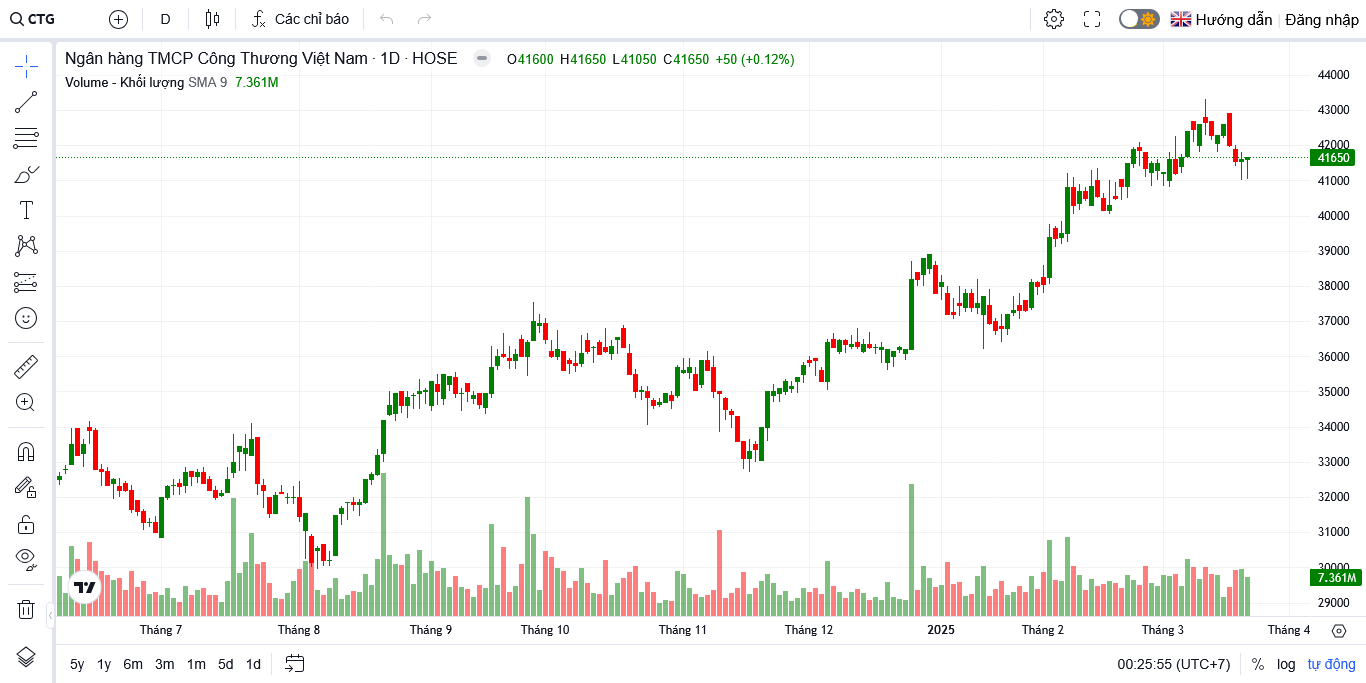 CTG D Các chỉ báo Hướng dẫn Đăng nhập
Ngân hàng TMCP Công Thương Việt Nam · 1D · HOSE O41600 H41650 L41050 C41650 +50 (+0.12%)
Volume - Khối lượng SMA 9 7.361M
44000
43000
42000
41650
41000
40000
39000
38000
37000
36000
35000
34000
33000
32000
31000
30000
7.361M
29000
Tháng 7 Tháng 8 Tháng 9 Tháng 10 Tháng 11 Tháng 12 2025 Tháng 2 Tháng 3 Tháng 4
5y 1y 6m 3m 1m 5d 1d 00:25:55 (UTC+7) % log tự động